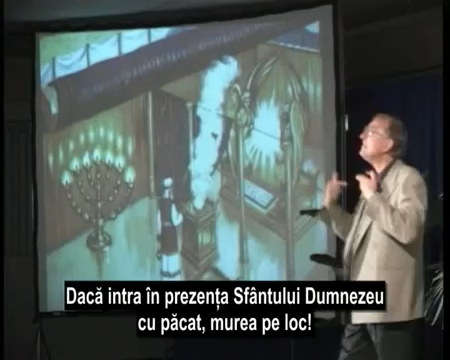 Dacă intra în prezența Sfântului Dumnezeu
cu păcat, murea pe loc!